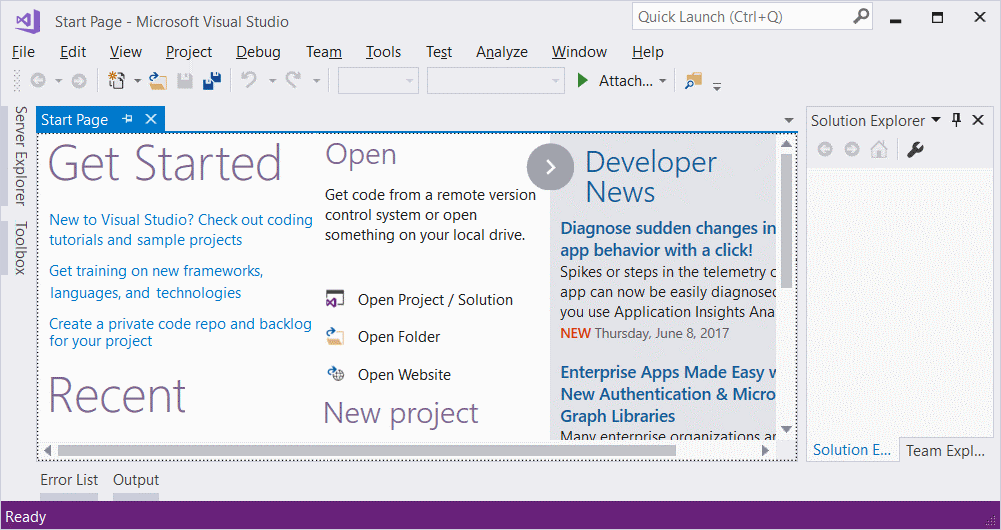 Start Page - Microsoft Visual Studio
Quick Launch (Ctrl+Q)
File Edit View Project Debug Team Tools Test Analyze Window Help
Attach...
Server Explorer
Toolbox
Start Page
Get Started
New to Visual Studio? Check out coding
tutorials and sample projects
Get training on new frameworks,
languages, and technologies
Create a private code repo and backlog
for your project
Recent
Open
Get code from a remote version
control system or open
something on your local drive.
Open Project / Solution
Open Folder
Open Website
New project
Developer
News
Diagnose sudden changes in
app behavior with a click!
Spikes or steps in the telemetry
app can now be easily diagnosed
you use Application Insights Ana
NEW Thursday, June 8, 2017
Enterprise Apps Made Easy
New Authentication & Micro
Graph Libraries
Many enterprise organizations
Solution Explorer
Solution E...
Team Expl...
Error List Output
Ready